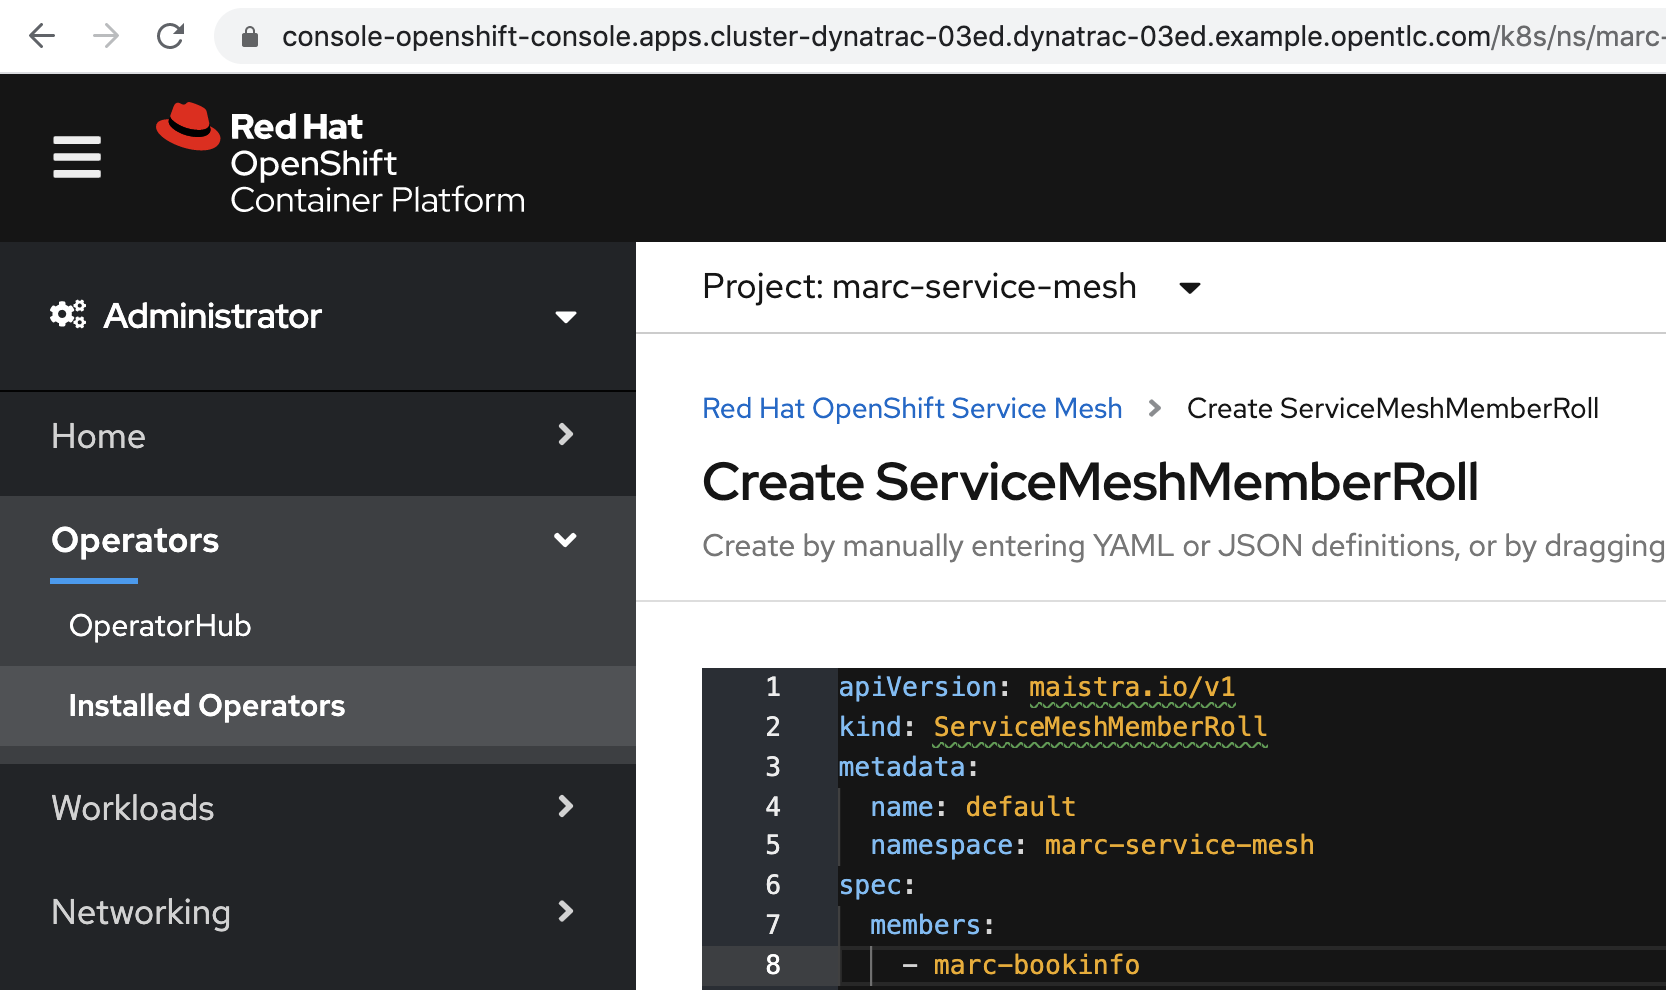 console-openshift-console.apps.cluster-dynatrac-03ed.dynatrac-03ed.example.opentlc.com/k8s/ns/marc-
Red Hat
OpenShift
Container Platform
Administrator
Home
Operators
OperatorHub
Installed Operators
Workloads
Networking
Project: marc-service-mesh
Red Hat OpenShift Service Mesh > Create ServiceMeshMemberRoll
Create ServiceMeshMemberRoll
Create by manually entering YAML or JSON definitions, or by dragging
1 apiVersion: maistra.io/v1
2 kind: ServiceMeshMemberRoll
3 metadata:
4   name: default
5   namespace: marc-service-mesh
6 spec:
7   members:
8     - marc-bookinfo